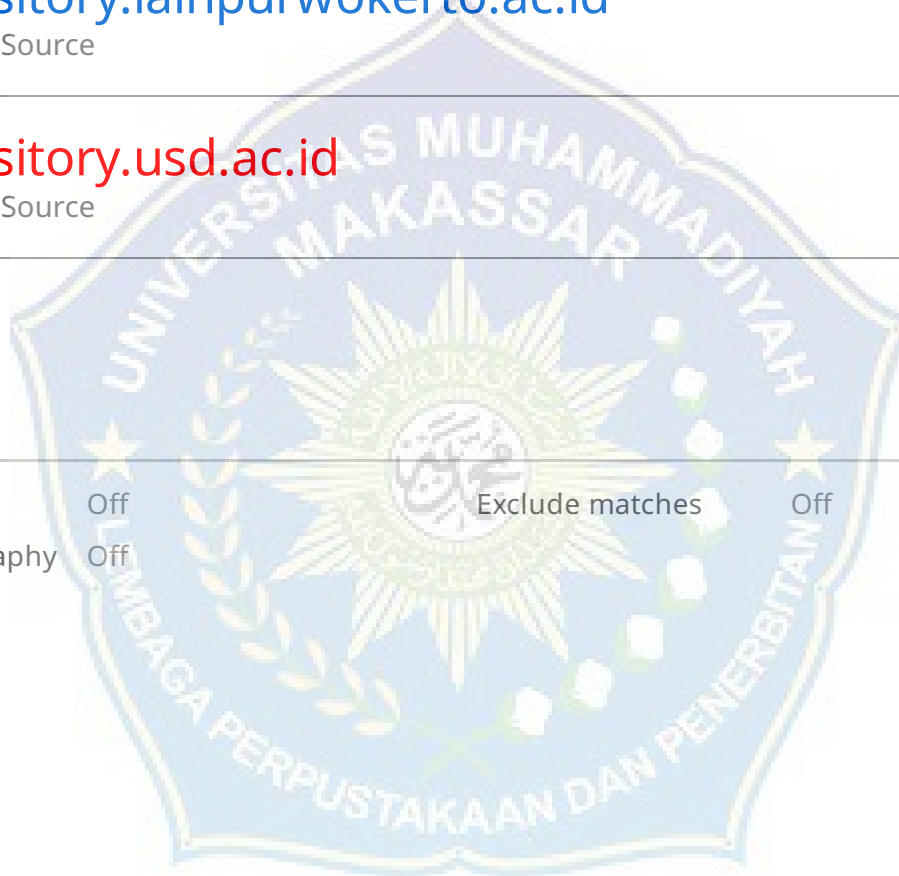 sitory.iainpurwokerto.ac.id
Source
sitory.usd.ac.id
Source
UNIVERSITAS MUHAMMADIYAH
MAKASSAR
Off Exclude matches Off
aphy Off
LEMBAGA PERPUSTAKAAN DAN PENERBITAN